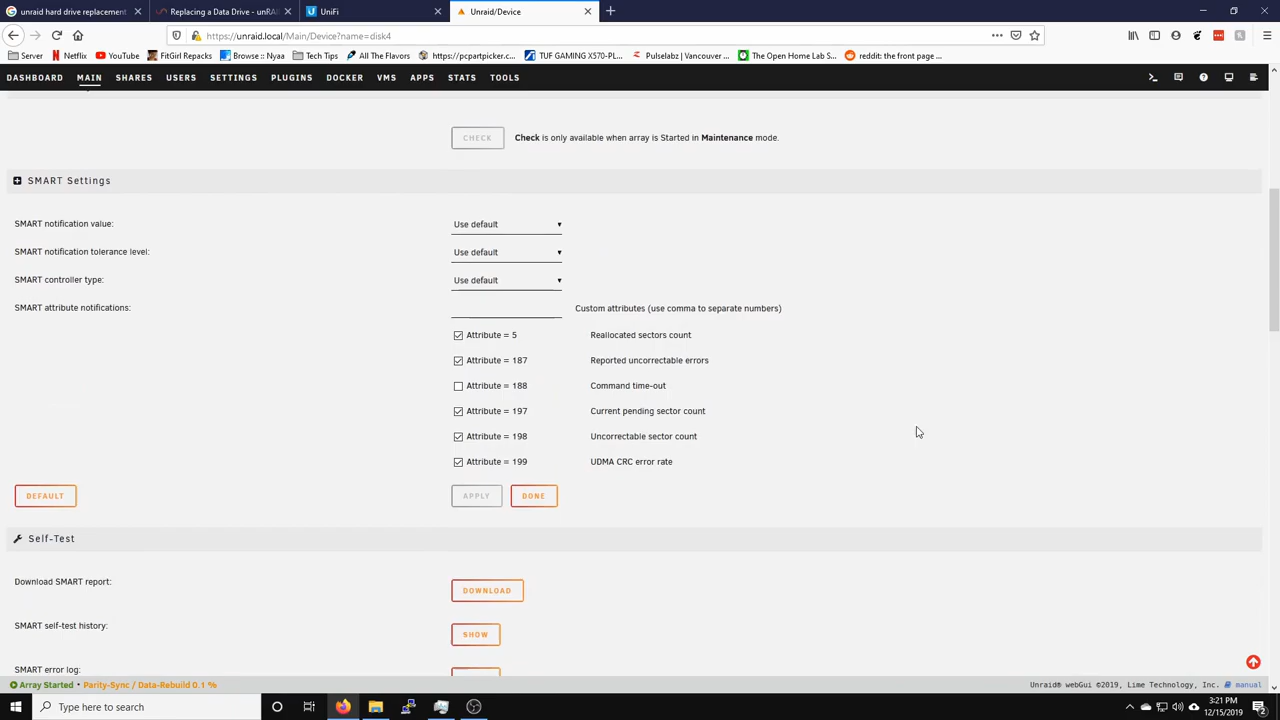 unraid hard drive replacement
Replacing a Data Drive - unRAI
UniFi
Unraid/Device
https://unraid.local/Main/Device?name=disk4
Server
Netflix
YouTube
FitGirl Repacks
Browse :: Nyaa
Tech Tips
All The Flavors
https://pcpartpicker.c...
TUF GAMING X570-PL...
Pulselabz | Vancouver ...
The Open Home Lab S...
reddit: the front page ...
DASHBOARD MAIN SHARES USERS SETTINGS PLUGINS DOCKER VMS APPS STATS TOOLS
CHECK Check is only available when array is Started in Maintenance mode.
SMART Settings
SMART notification value: Use default
SMART notification tolerance level: Use default
SMART controller type: Use default
SMART attribute notifications: Custom attributes (use comma to separate numbers)
Attribute = 5 Reallocated sectors count
Attribute = 187 Reported uncorrectable errors
Attribute = 188 Command time-out
Attribute = 197 Current pending sector count
Attribute = 198 Uncorrectable sector count
Attribute = 199 UDMA CRC error rate
DEFAULT APPLY DONE
Self-Test
Download SMART report: DOWNLOAD
SMART self-test history: SHOW
SMART error log:
Array Started • Parity-Sync / Data-Rebuild 0.1 %
Unraid® webGui ©2019, Lime Technology, Inc. manual
Type here to search
3:21 PM
12/15/2019
2